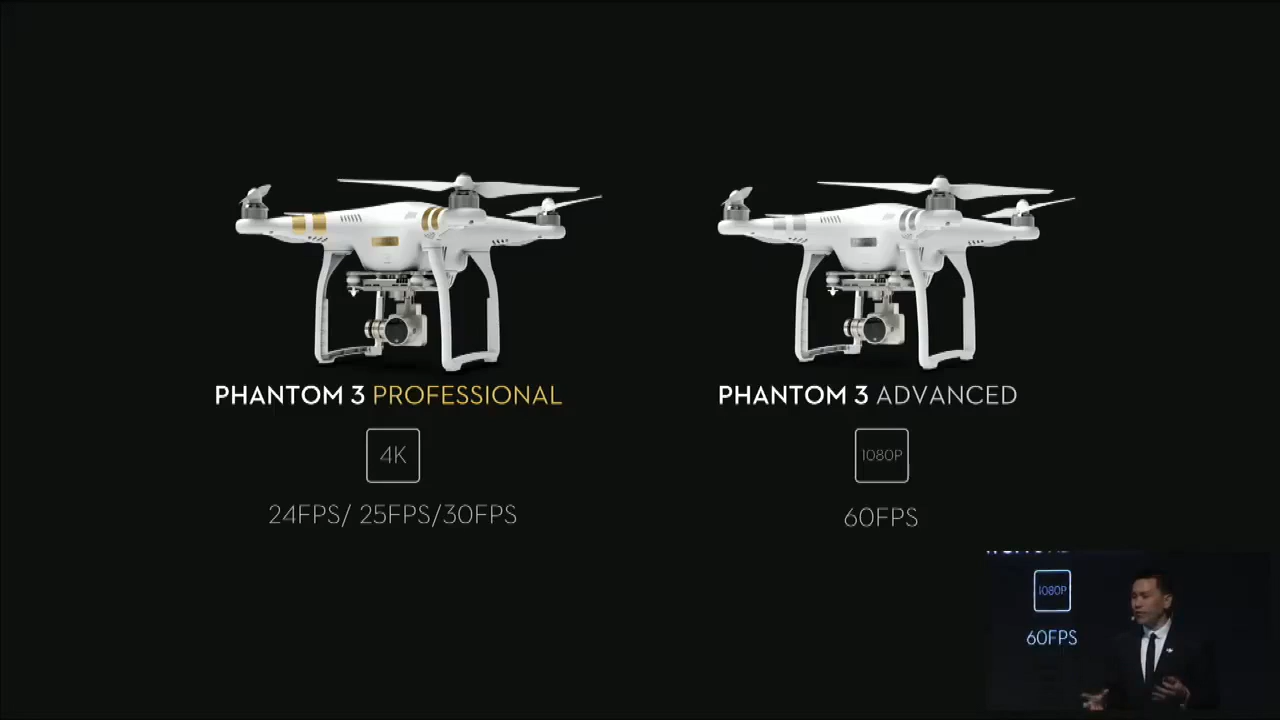 PHANTOM 3 PROFESSIONAL
4K
24FPS/ 25FPS/30FPS
PHANTOM 3 ADVANCED
1080P
60FPS
1080P
60FPS